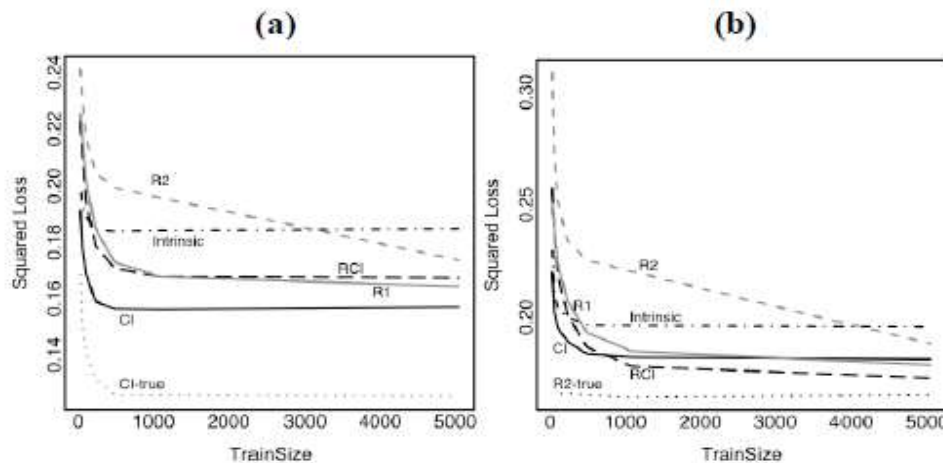 (a)
(b)
Squared Loss
0.24
0.22
0.20
0.18
0.16
0.14
R2
Intrinsic
RCI
R1
CI
CI-true
0 1000 2000 3000 4000 5000
TrainSize
Squared Loss
0.30
0.25
0.20
R2
R1
Intrinsic
CI
RCI
R2-true
0 1000 2000 3000 4000 5000
TrainSize